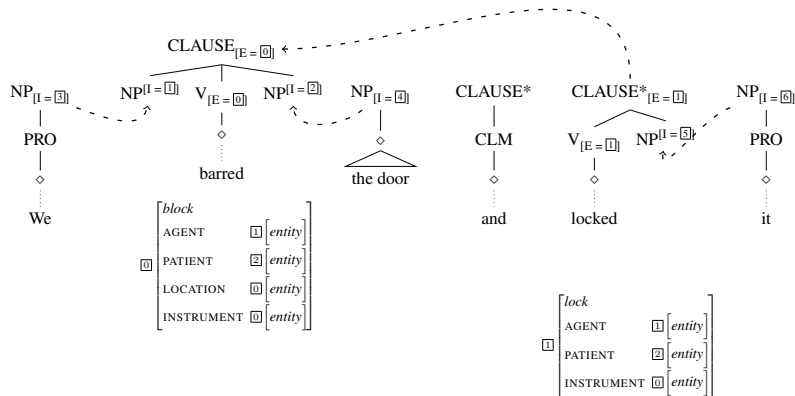 CLAUSE[E = 0]
NP[I = 3] NP[I = 1] V[E = 0] NP[I = 2] NP[I = 4] CLAUSE* CLAUSE*[E = 1] NP[I = 6]
PRO CLM V[E = 1] NP[I = 5] PRO
barred the door
We and locked it
0 block
AGENT 1 entity
PATIENT 2 entity
LOCATION 0 entity
INSTRUMENT 0 entity
1 lock
AGENT 1 entity
PATIENT 2 entity
INSTRUMENT 0 entity